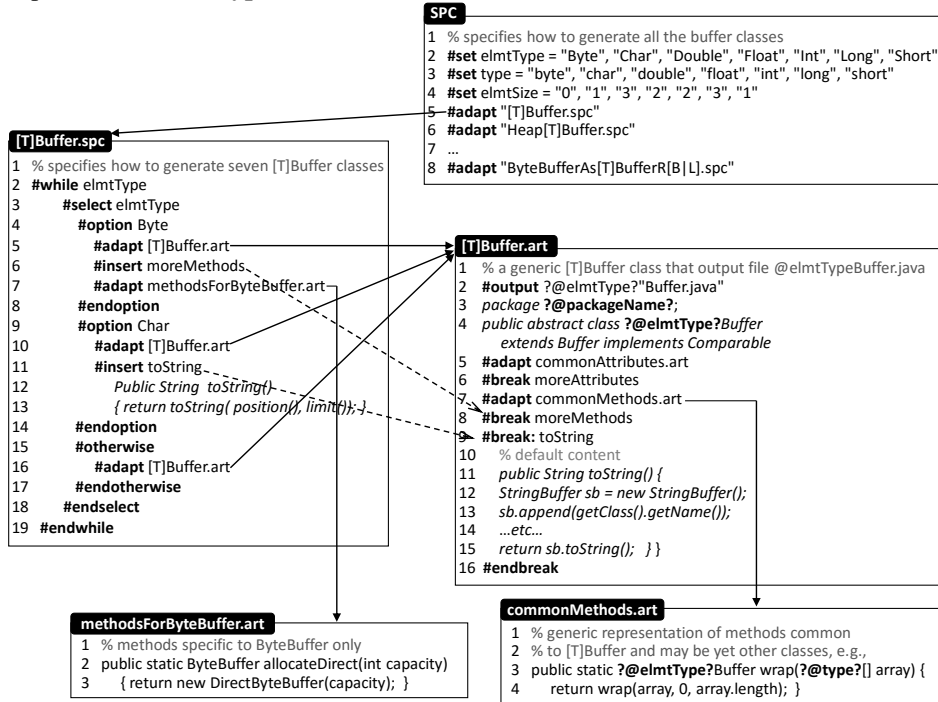 SPC
1 % specifies how to generate all the buffer classes
2 #set elmtType = "Byte", "Char", "Double", "Float", "Int", "Long", "Short"
3 #set type = "byte", "char", "double", "float", "int", "long", "short"
4 #set elmtSize = "0", "1", "3", "2", "2", "3", "1"
5 #adapt "[T]Buffer.spc"
6 #adapt "Heap[T]Buffer.spc"
7 ...
8 #adapt "ByteBufferAs[T]BufferR[B|L].spc"
[T]Buffer.spc
1 % specifies how to generate seven [T]Buffer classes
2 #while elmtType
3 #select elmtType
4 #option Byte
5 #adapt [T]Buffer.art
6 #insert moreMethods
7 #adapt methodsForByteBuffer.art
8 #endoption
9 #option Char
10 #adapt [T]Buffer.art
11 #insert toString
12 Public String toString()
13 { return toString( position(), limit()); }
14 #endoption
15 #otherwise
16 #adapt [T]Buffer.art
17 #endotherwise
18 #endselect
19 #endwhile
[T]Buffer.art
1 % a generic [T]Buffer class that output file @elmtTypeBuffer.java
2 #output ?@elmtType?"Buffer.java"
3 package ?@packageName?;
4 public abstract class ?@elmtType?Buffer
extends Buffer implements Comparable
5 #adapt commonAttributes.art
6 #break moreAttributes
7 #adapt commonMethods.art
8 #break moreMethods
9 #break: toString
10 % default content
11 public String toString() {
12 StringBuffer sb = new StringBuffer();
13 sb.append(getClass().getName());
14 ...etc...
15 return sb.toString(); } }
16 #endbreak
methodsForByteBuffer.art
1 % methods specific to ByteBuffer only
2 public static ByteBuffer allocateDirect(int capacity)
3 { return new DirectByteBuffer(capacity); }
commonMethods.art
1 % generic representation of methods common
2 % to [T]Buffer and may be yet other classes, e.g.,
3 public static ?@elmtType?Buffer wrap(?@type?[] array) {
4 return wrap(array, 0, array.length); }